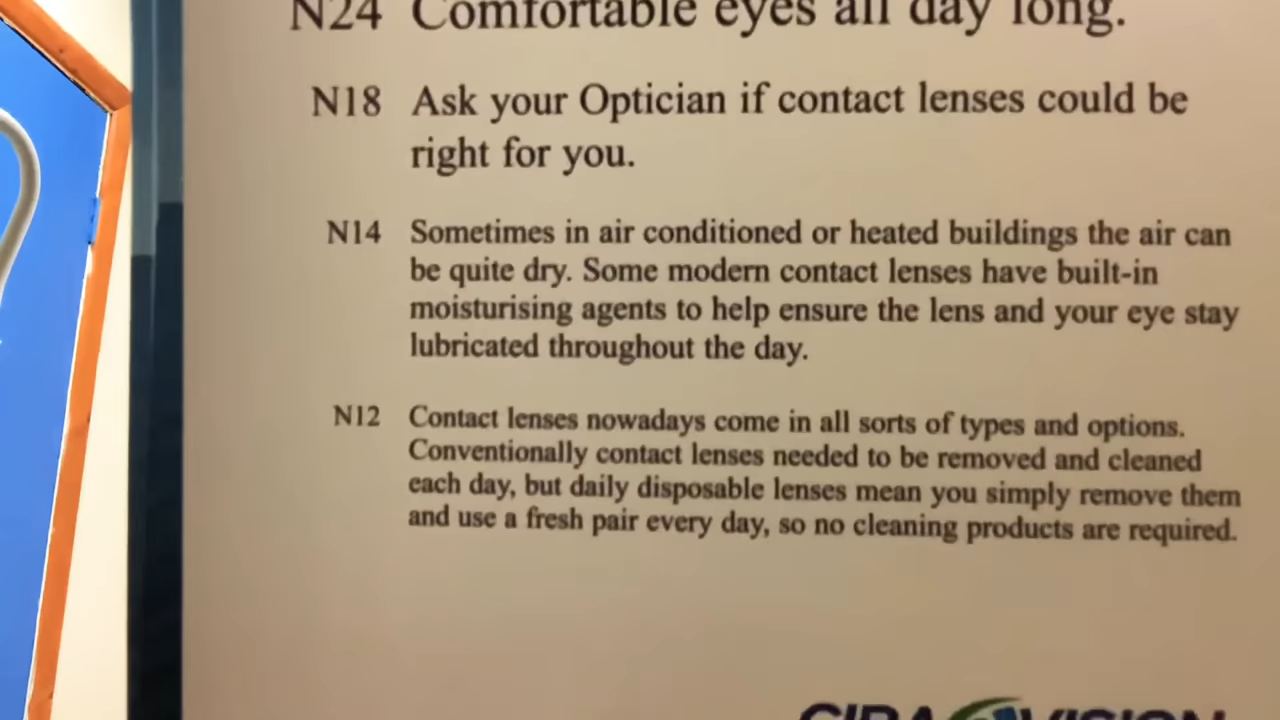 N24 Comfortable eyes all day long.
N18 Ask your Optician if contact lenses could be
right for you.
N14 Sometimes in air conditioned or heated buildings the air can
be quite dry. Some modern contact lenses have built-in
moisturising agents to help ensure the lens and your eye stay
lubricated throughout the day.
N12 Contact lenses nowadays come in all sorts of types and options.
Conventionally contact lenses needed to be removed and cleaned
each day, but daily disposable lenses mean you simply remove them
and use a fresh pair every day, so no cleaning products are required.
CIBA VISION